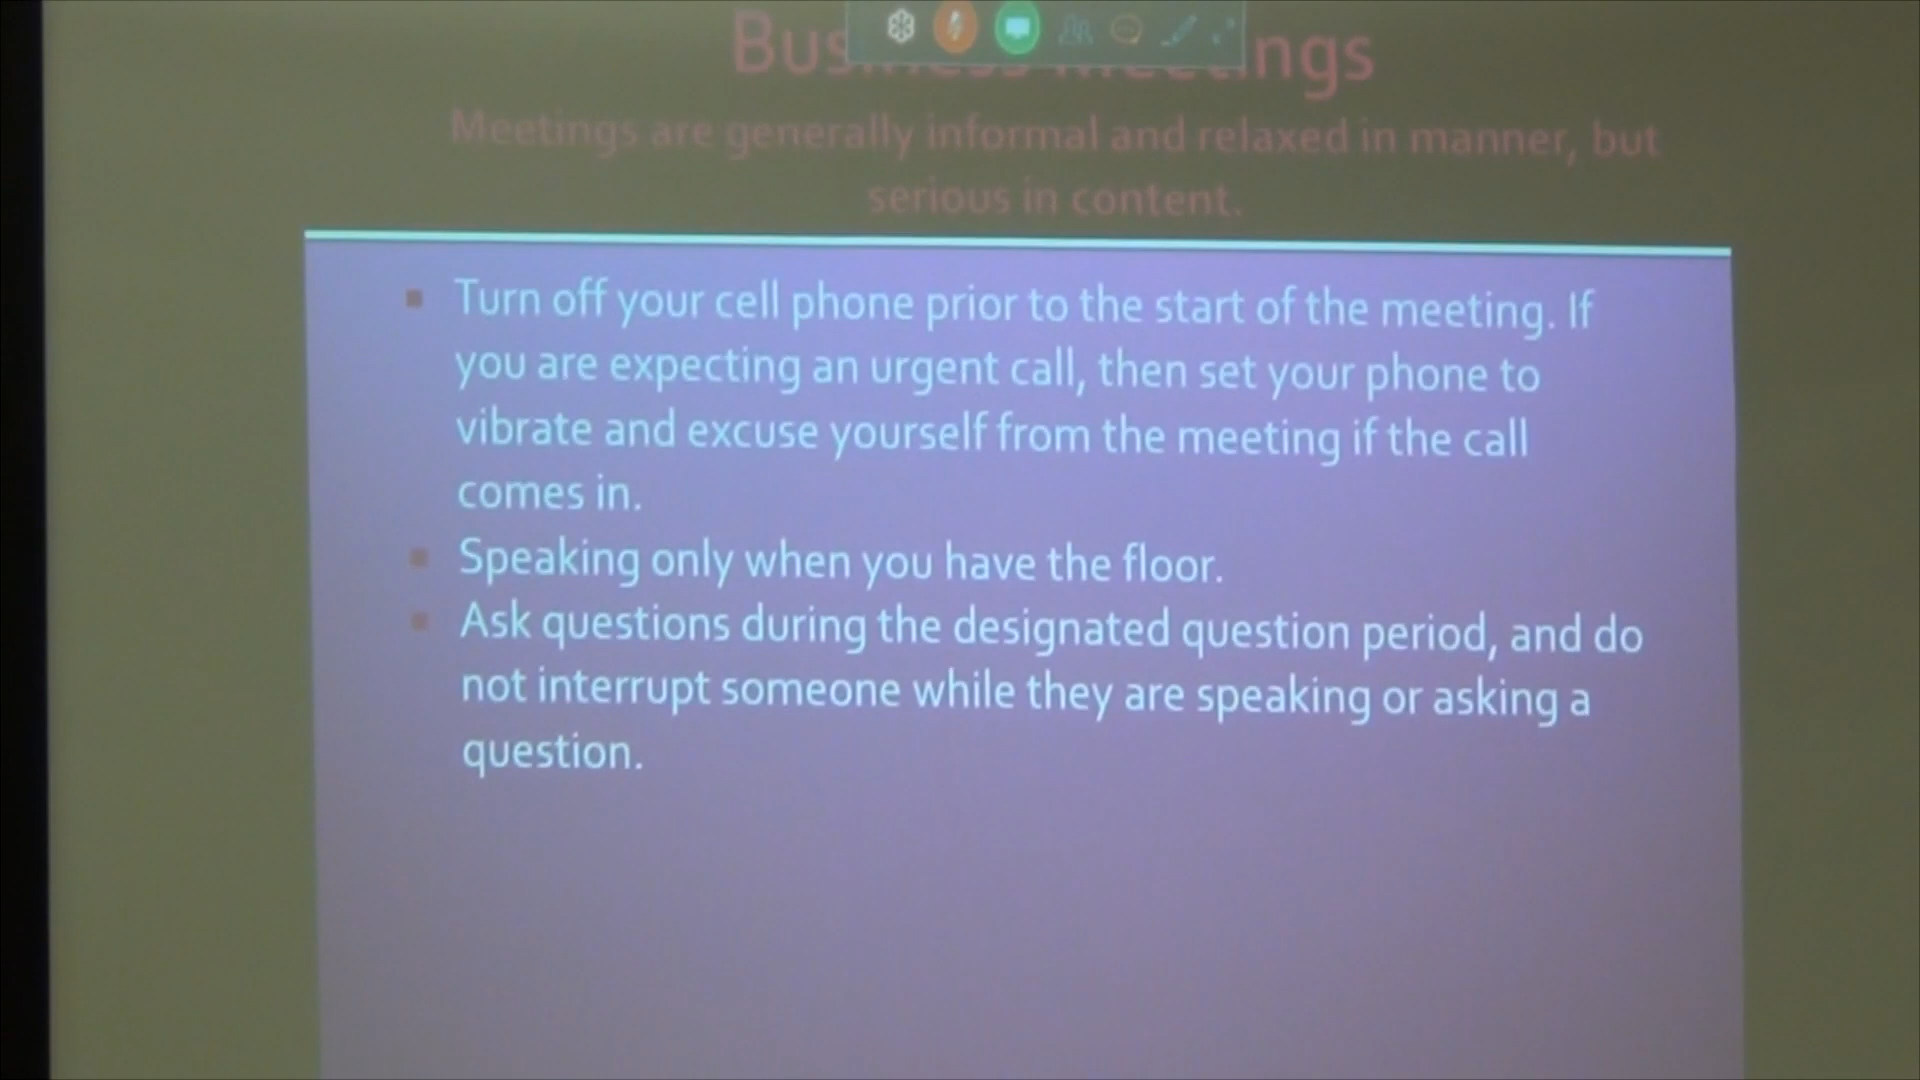 Business Meetings
Meetings are generally informal and relaxed in manner, but
serious in content.
Turn off your cell phone prior to the start of the meeting. If
you are expecting an urgent call, then set your phone to
vibrate and excuse yourself from the meeting if the call
comes in.
Speaking only when you have the floor.
Ask questions during the designated question period, and do
not interrupt someone while they are speaking or asking a
question.